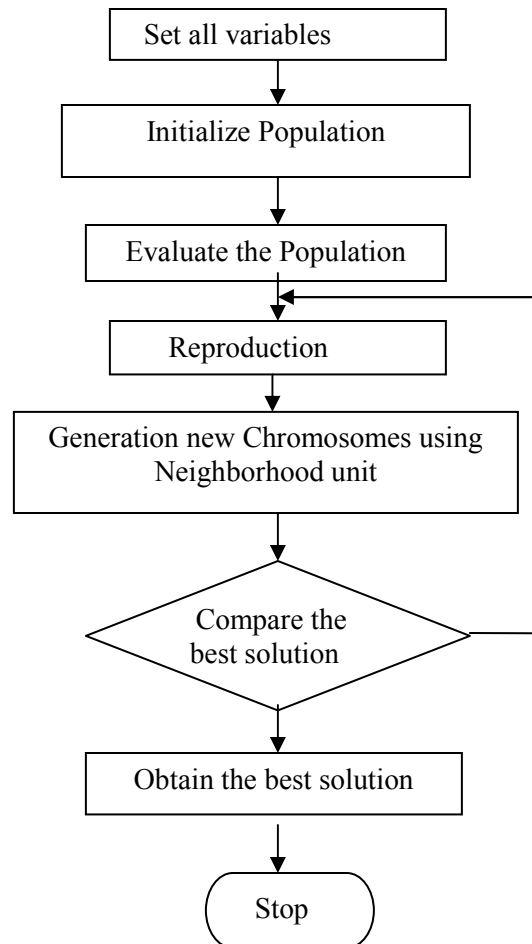 Set all variables
Initialize Population
Evaluate the Population
Reproduction
Generation new Chromosomes using
Neighborhood unit
Compare the
best solution
Obtain the best solution
Stop